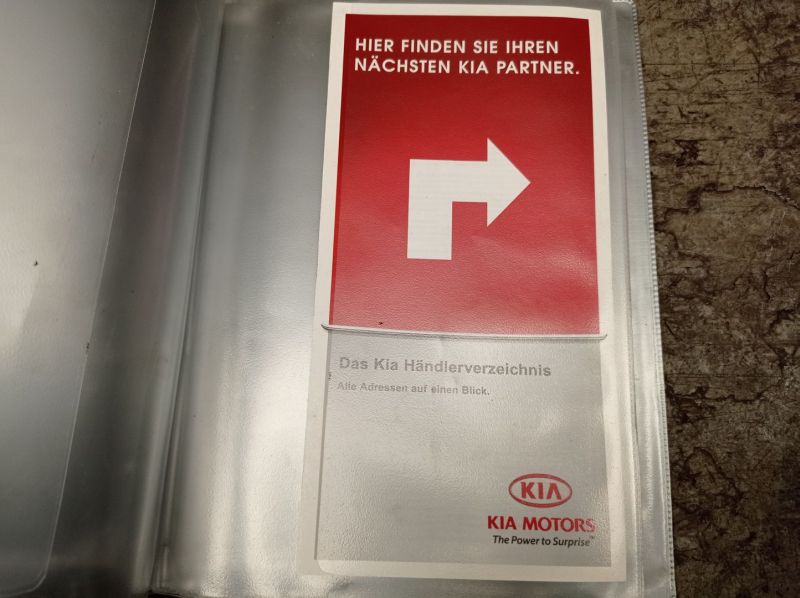 HIER FINDEN SIE IHREN
NÄCHSTEN KIA PARTNER.
Das Kia Händlerverzeichnis
Alle Adressen auf einen Blick.
KIA
KIA MOTORS
The Power to Surprise™